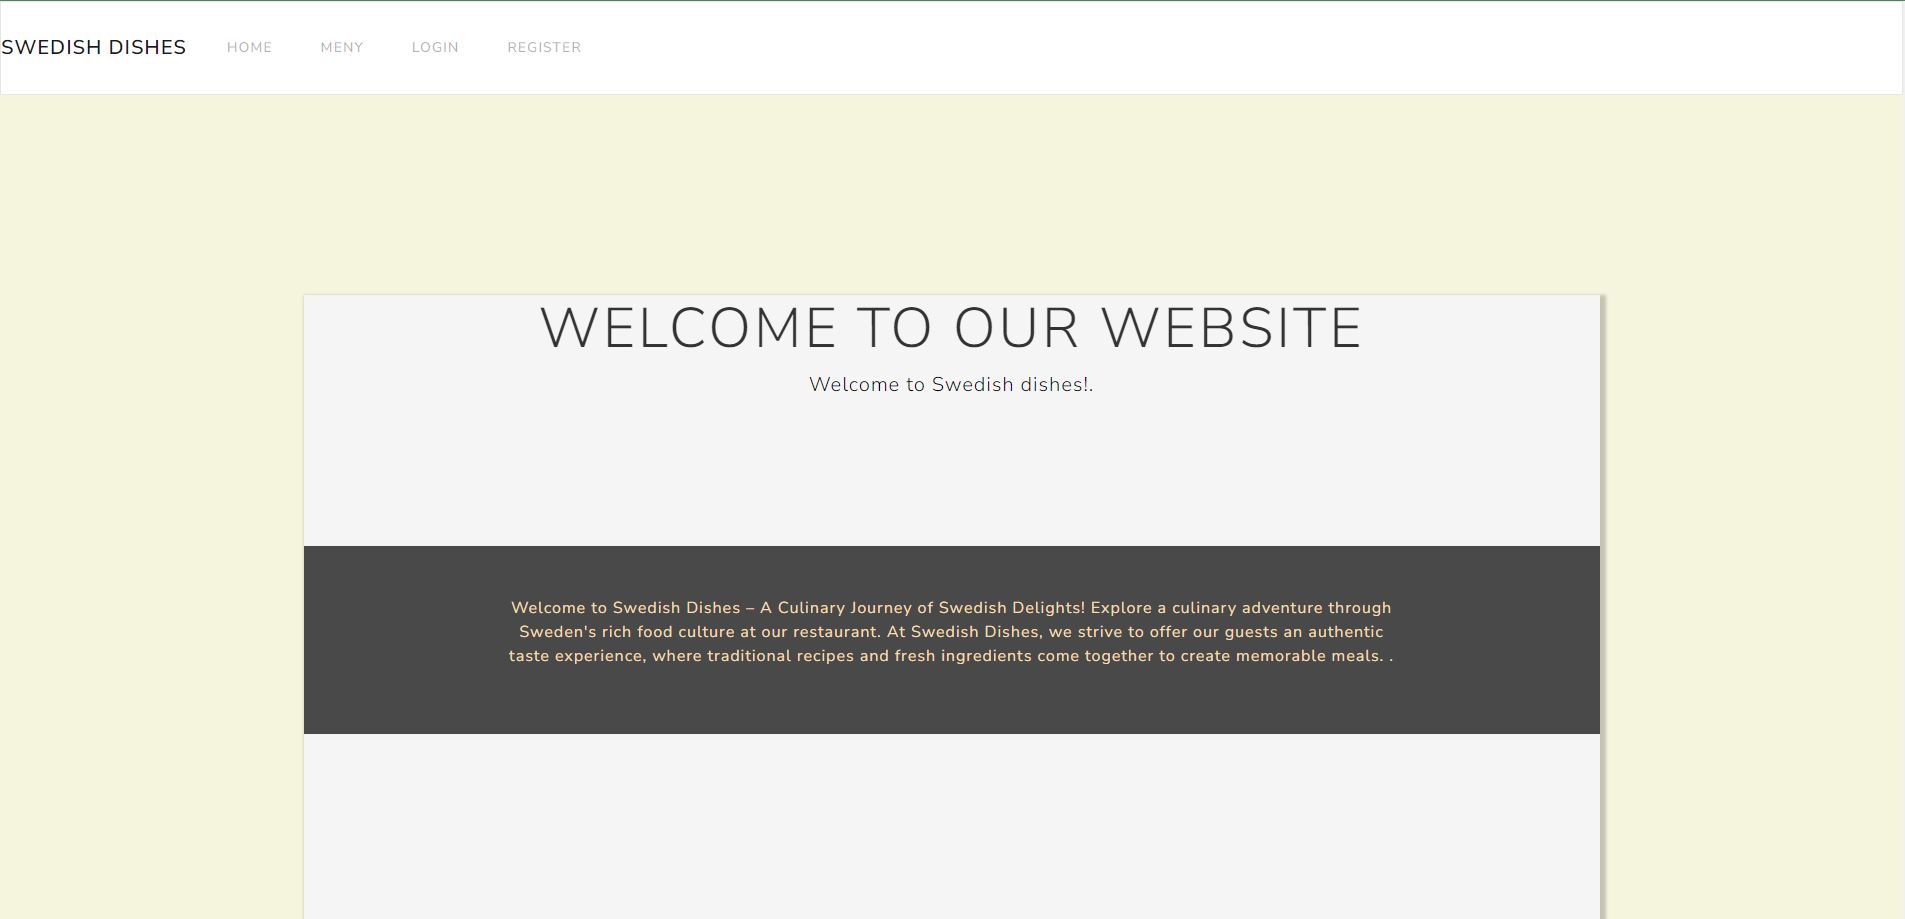 SWEDISH DISHES HOME MENY LOGIN REGISTER
WELCOME TO OUR WEBSITE
Welcome to Swedish dishes!.
Welcome to Swedish Dishes – A Culinary Journey of Swedish Delights! Explore a culinary adventure through
Sweden's rich food culture at our restaurant. At Swedish Dishes, we strive to offer our guests an authentic
taste experience, where traditional recipes and fresh ingredients come together to create memorable meals. .